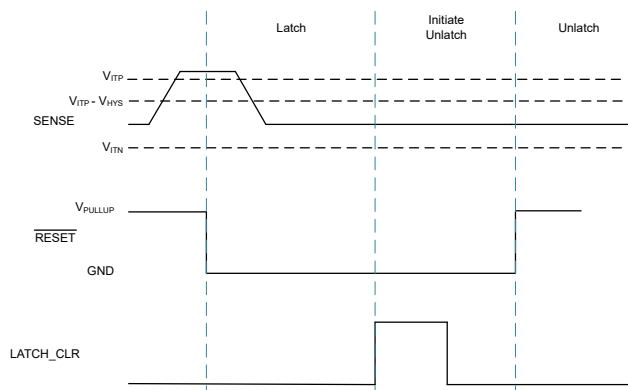 Latch
Initiate
Unlatch
Unlatch
VITP
VITP - VHYS
SENSE
VITN
VPULLUP
RESET
GND
LATCH_CLR